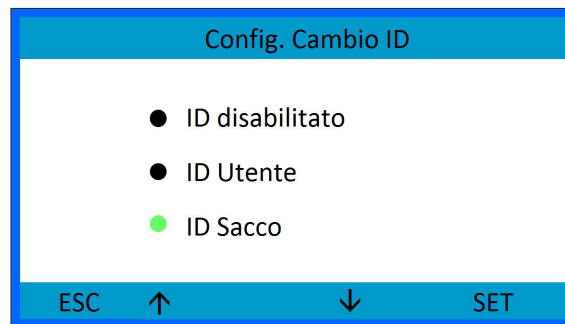 Config. Cambio ID
ID disabilitato
ID Utente
ID Sacco
ESC ↑ ↓ SET